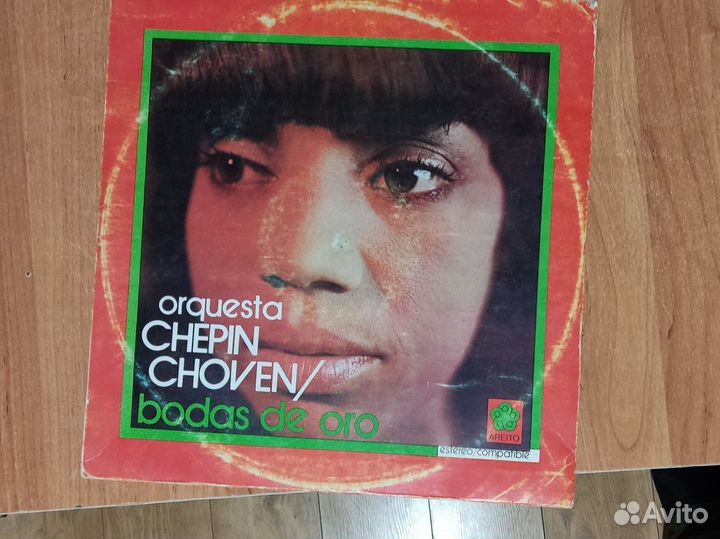 orquesta
CHEPIN
CHOVEN/
bodas de oro
AREITO
estereo/compatible
Avito